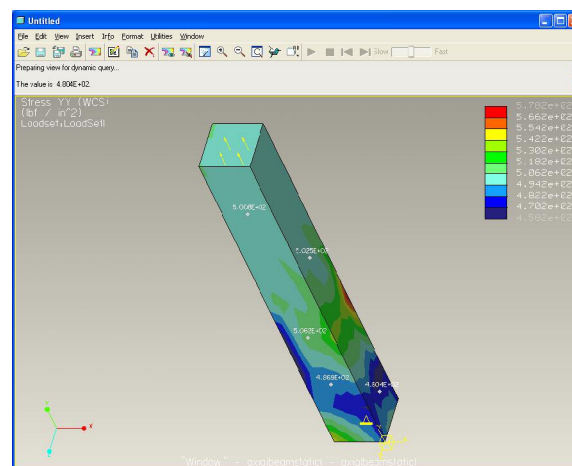 Untitled
File Edit View Insert Info Format Utilities Window
Slow Fast
Preparing view for dynamic query...
The value is 4.804E+02.
Stress YY (WCS)
(lbf / in^2)
Loadset:LoadSet1
5.782e+02
5.662e+02
5.542e+02
5.422e+02
5.302e+02
5.182e+02
5.062e+02
4.942e+02
4.822e+02
4.702e+02
4.582e+02
5.008E+02
5.025E+02
5.062E+02
4.869E+02
4.804E+02
Y
X
Z
"Window" - axialbeamstatic - axialbeamstatic